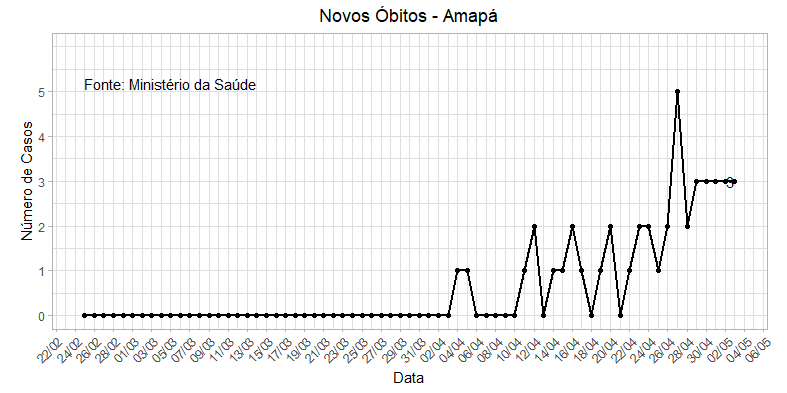 Novos Óbitos - Amapá
Fonte: Ministério da Saúde
Número de Casos
5
4
3
2
1
0
3
22/02 24/02 26/02 28/02 01/03 03/03 05/03 07/03 09/03 11/03 13/03 15/03 17/03 19/03 21/03 23/03 25/03 27/03 29/03 31/03 02/04 04/04 06/04 08/04 10/04 12/04 14/04 16/04 18/04 20/04 22/04 24/04 26/04 28/04 30/04 02/05 04/05 06/05
Data